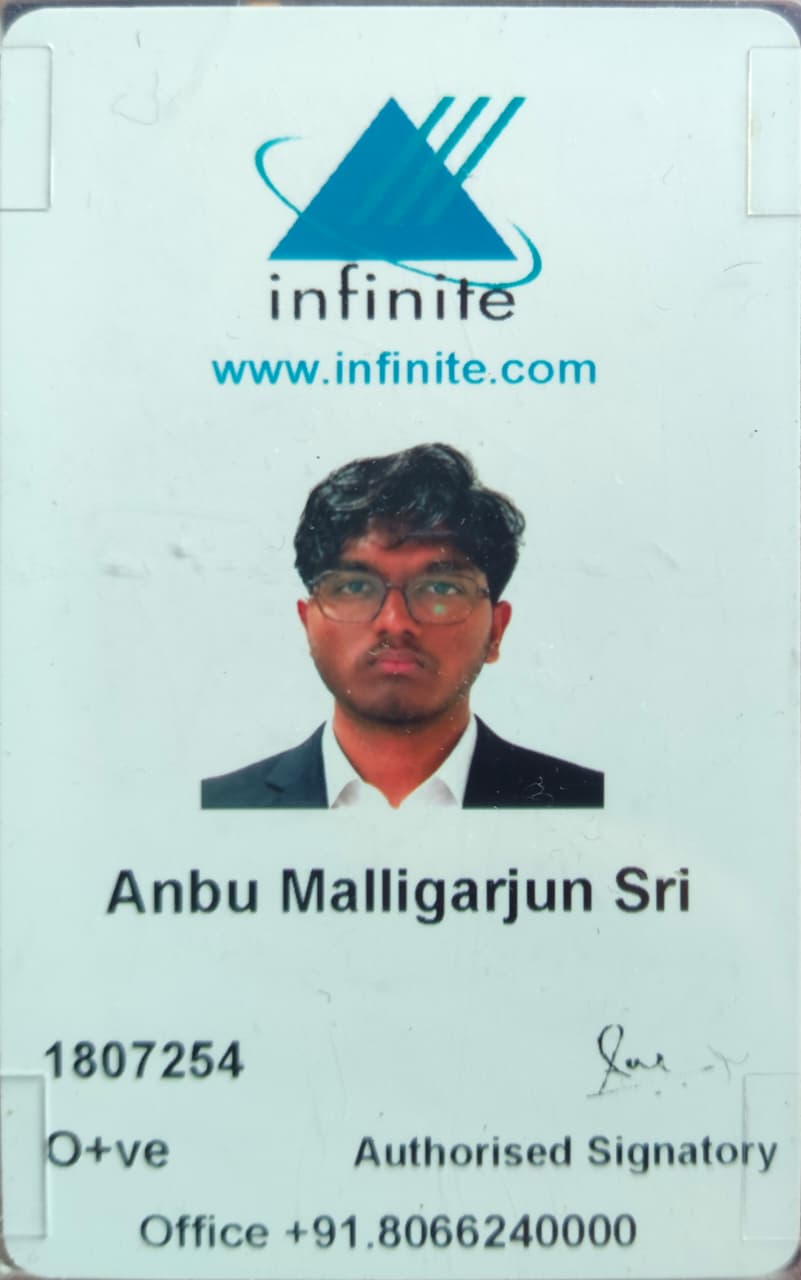 infinite
www.infinite.com
Anbu Malligarjun Sri
1807254
O+ve
Authorised Signatory
Office +91.8066240000